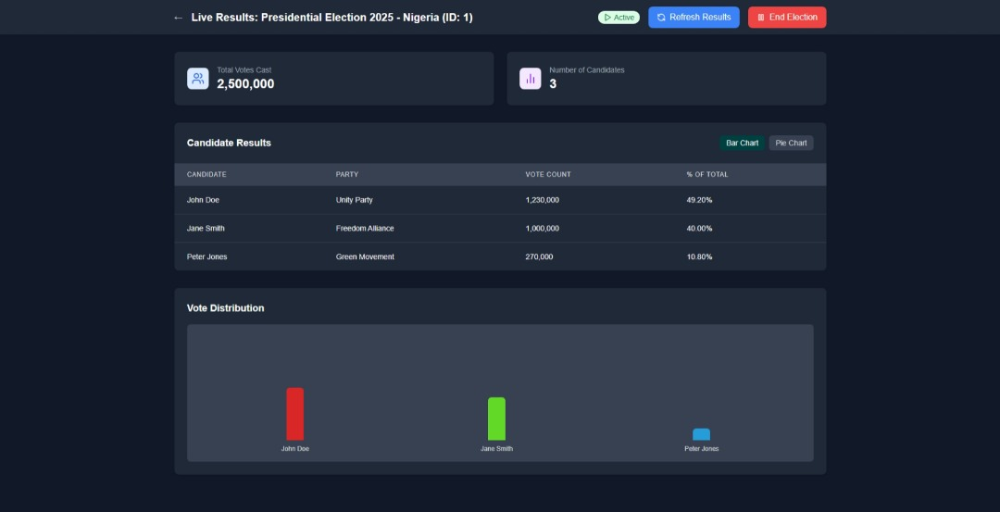 ← Live Results: Presidential Election 2025 - Nigeria (ID: 1) Active Refresh Results End Election
Total Votes Cast
2,500,000
Number of Candidates
3
Candidate Results Bar Chart Pie Chart
CANDIDATE PARTY VOTE COUNT % OF TOTAL
John Doe Unity Party 1,230,000 49.20%
Jane Smith Freedom Alliance 1,000,000 40.00%
Peter Jones Green Movement 270,000 10.80%
Vote Distribution
John Doe Jane Smith Peter Jones